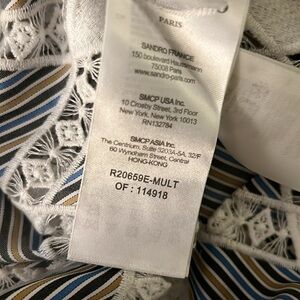 PARIS
SANDRO FRANCE
150 boulevard Haussmann
75008 Paris
www.sandro-paris.com
SMCP USA Inc.
10 Crosby Street, 3rd Floor
New York, New York 10013
RN132784
SMCP ASIA Inc.
The Centrium, Suite 3203A-5A, 32/F
60 Wyndham Street, Central
HONG-KONG
R20659E-MULT
OF : 114918